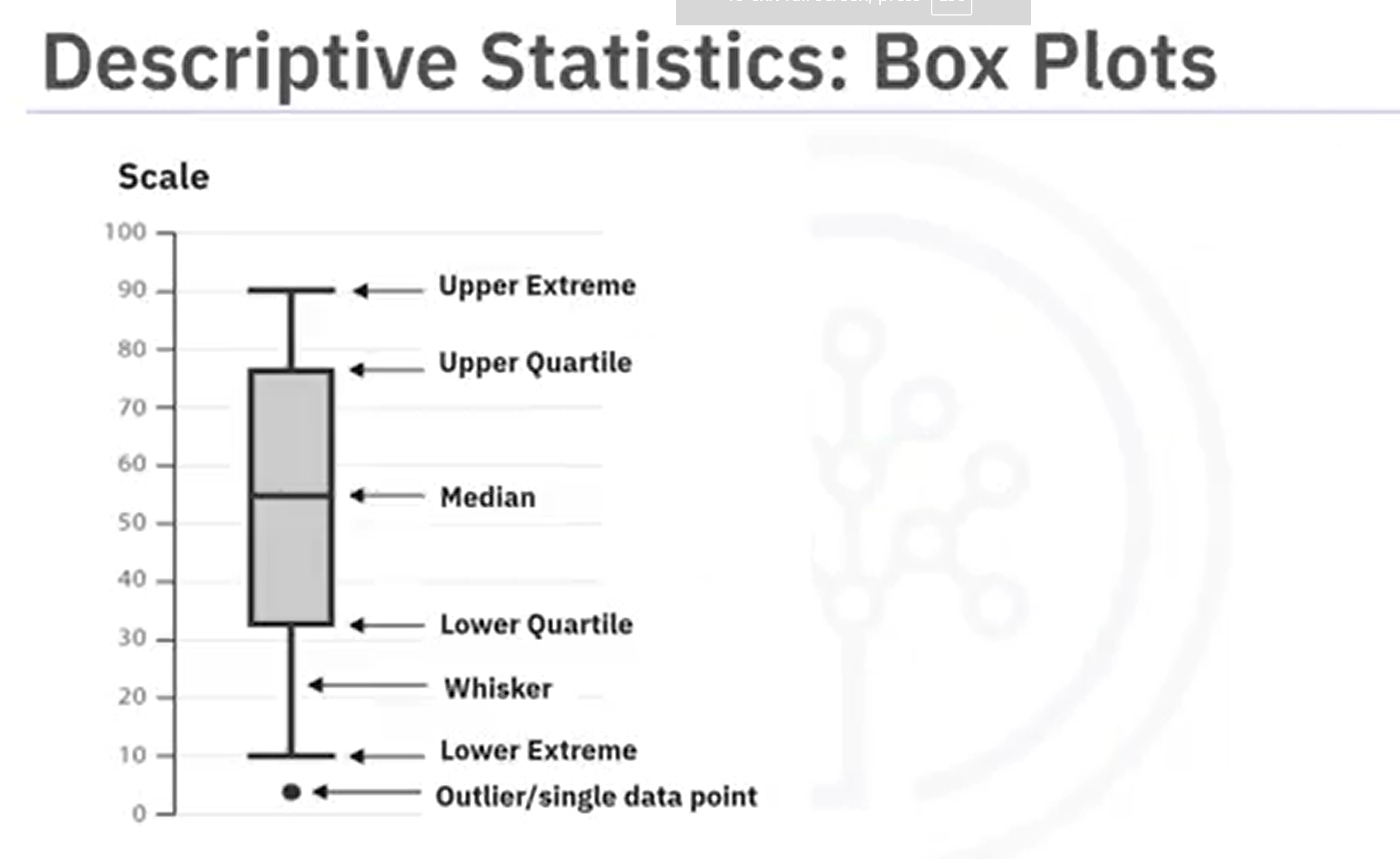 Descriptive Statistics: Box Plots
Scale
100
90
Upper Extreme
80
Upper Quartile
70
60
Median
50
40
Lower Quartile
30
Whisker
20
Lower Extreme
10
Outlier/single data point
0